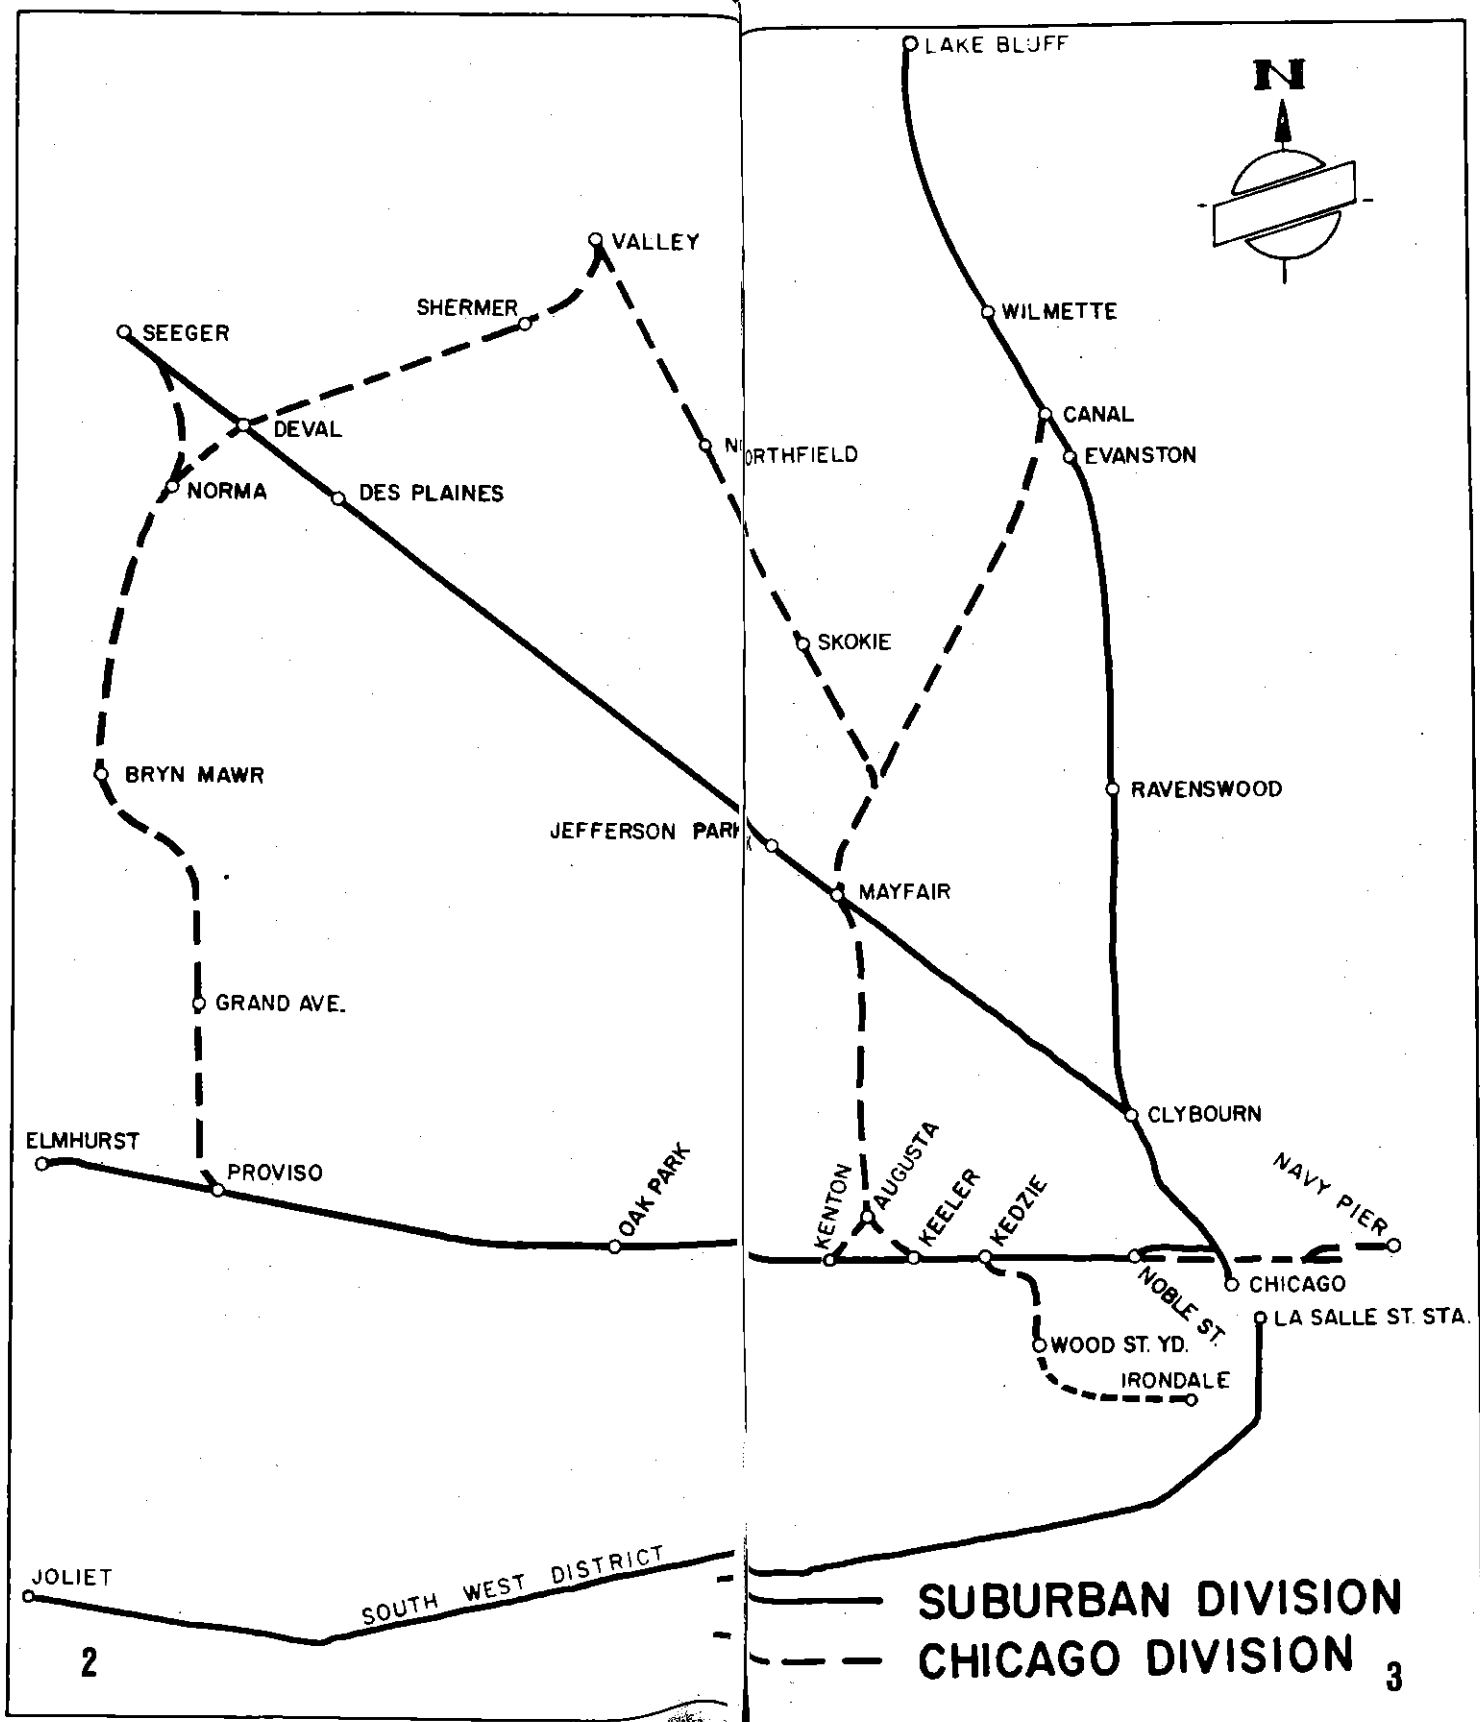 LAKE BLUFF
N
VALLEY
SHERMER
SEEGER
WILMETTE
DEVAL
CANAL
NORTHFIELD
EVANSTON
NORMA
DES PLAINES
SKOKIE
BRYN MAWR
RAVENSWOOD
JEFFERSON PARK
MAYFAIR
GRAND AVE.
CLYBOURN
ELMHURST
PROVISO
OAK PARK
KENTON
AUGUSTA
KEELER
KEDZIE
NAVY PIER
NOBLE ST.
CHICAGO
LA SALLE ST. STA.
WOOD ST. YD.
IRONDALE
JOLIET
SOUTH WEST DISTRICT
SUBURBAN DIVISION
CHICAGO DIVISION
2
3